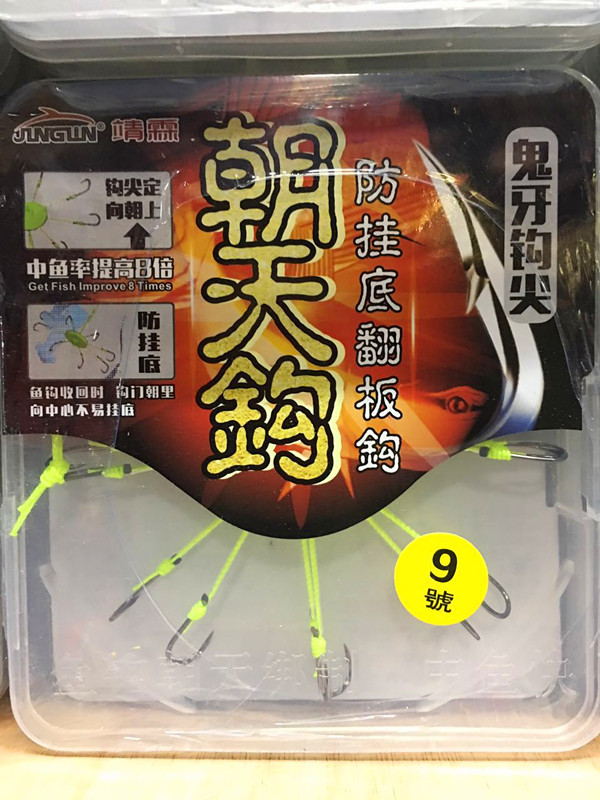 JINGLIN® 靖霖
钩尖定
向朝上
中鱼率提高8倍
Get Fish Improve 8 Times
防
挂
底
鱼钩收回时 钩门朝里
向中心不易挂底
朝天鈎
防挂底翻板鈎
鬼牙钩尖
9
號